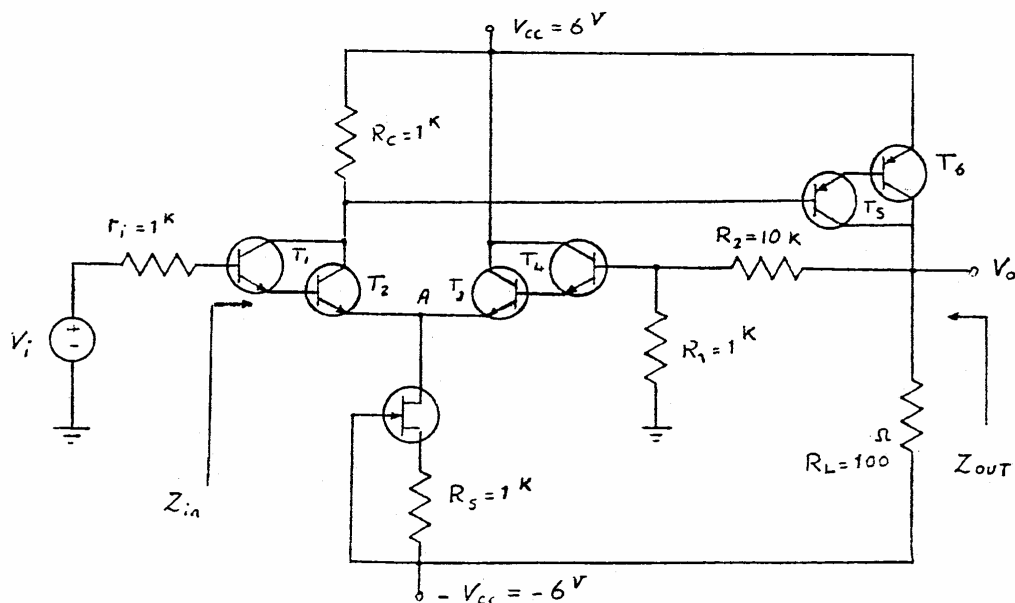 Vcc = 6V
RC = 1K
T6
T5
ri = 1K
R2 = 10K
T1
T4
Vo
T2
A
T3
Vi
+
-
R1 = 1K
Ω
RL = 100
ZOUT
Zin
RS = 1K
- Vcc = -6V